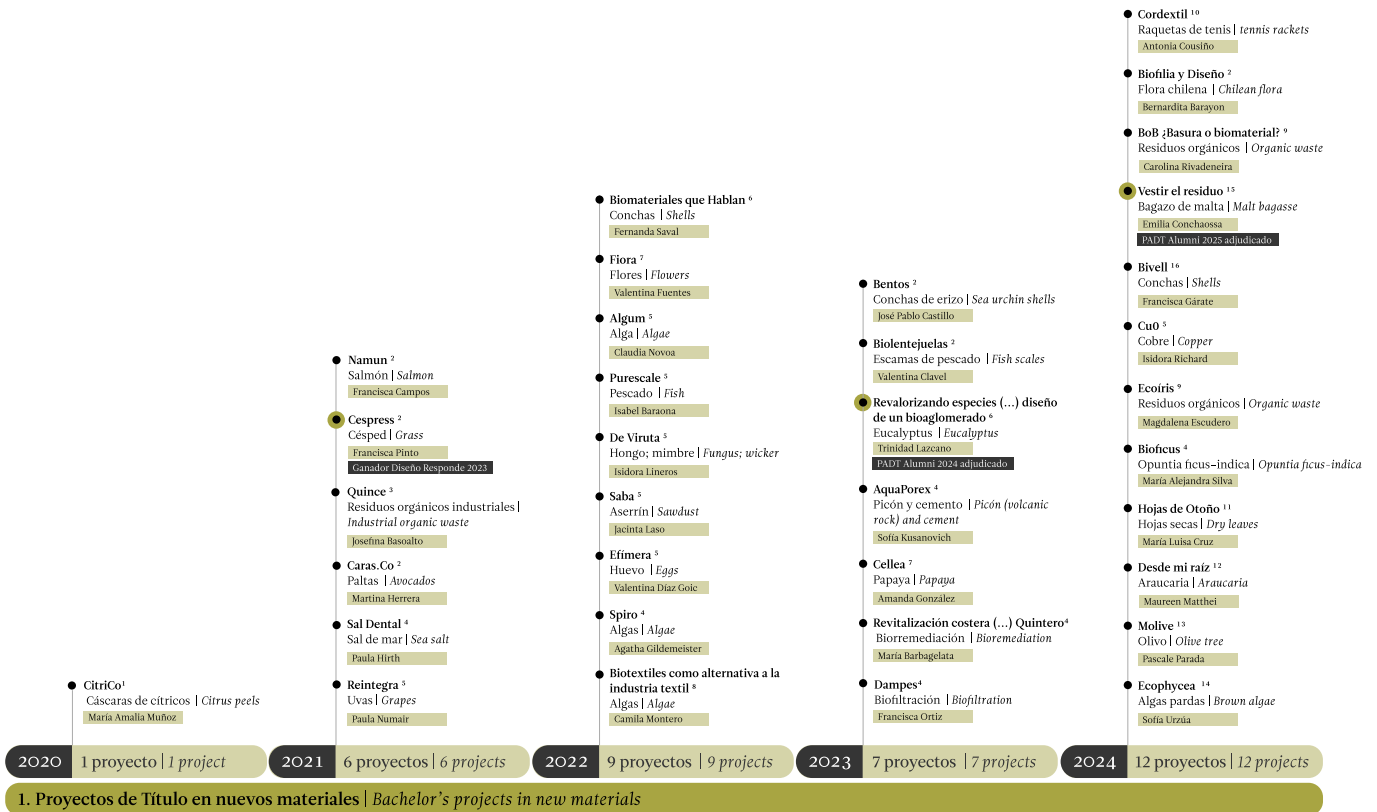 CitriCo¹
Cáscaras de cítricos | Citrus peels
María Amalia Muñoz
2020
1 proyecto | 1 project
Namun ²
Salmón | Salmon
Francisca Campos
Cespress ²
Césped | Grass
Francisca Pinto
Ganador Diseño Responde 2023
Quince ³
Residuos orgánicos industriales |
Industrial organic waste
Josefina Basoalto
Caras.Co ²
Paltas | Avocados
Martina Herrera
Sal Dental ⁴
Sal de mar | Sea salt
Paula Hirth
Reintegra ⁵
Uvas | Grapes
Paula Numair
2021
6 proyectos | 6 projects
Biomateriales que Hablan ⁶
Conchas | Shells
Fernanda Saval
Fiora ⁷
Flores | Flowers
Valentina Fuentes
Algum ⁵
Alga | Algae
Claudia Novoa
Purescale ⁵
Pescado | Fish
Isabel Baraona
De Viruta ⁵
Hongo; mimbre | Fungus; wicker
Isidora Lineros
Saba ⁵
Aserrín | Sawdust
Jacinta Laso
Efímera ⁵
Huevo | Eggs
Valentina Díaz Goic
Spiro ⁴
Algas | Algae
Agatha Gildemeister
Biotextiles como alternativa a la
industria textil ⁸
Algas | Algae
Camila Montero
2022
9 proyectos | 9 projects
Bentos ²
Conchas de erizo | Sea urchin shells
José Pablo Castillo
Biolentejuelas ²
Escamas de pescado | Fish scales
Valentina Clavel
Revalorizando especies (...) diseño
de un bioaglomerado ⁶
Eucalyptus | Eucalyptus
Trinidad Lazcano
PADT Alumni 2024 adjudicado
AquaPorex ⁴
Picón y cemento | Picón (volcanic
rock) and cement
Sofía Kusanovich
Cellea ⁷
Papaya | Papaya
Amanda González
Revitalización costera (...) Quintero⁴
Biorremediación | Bioremediation
María Barbagelata
Dampes⁴
Biofiltración | Biofiltration
Francisca Ortiz
2023
7 proyectos | 7 projects
Cordextil ¹⁰
Raquetas de tenis | tennis rackets
Antonia Cousiño
Biofilia y Diseño ²
Flora chilena | Chilean flora
Bernardita Barayon
BoB ¿Basura o biomaterial? ⁹
Residuos orgánicos | Organic waste
Carolina Rivadeneira
Vestir el residuo ¹⁵
Bagazo de malta | Malt bagasse
Emilia Conchaossa
PADT Alumni 2025 adjudicado
Bivell ¹⁶
Conchas | Shells
Francisca Gárate
Cu0 ⁵
Cobre | Copper
Isidora Richard
Ecoíris ⁹
Residuos orgánicos | Organic waste
Magdalena Escudero
Bioficus ⁴
Opuntia ficus-indica | Opuntia ficus-indica
María Alejandra Silva
Hojas de Otoño ¹¹
Hojas secas | Dry leaves
María Luisa Cruz
Desde mi raíz ¹²
Araucaria | Araucaria
Maureen Matthei
Molive ¹³
Olivo | Olive tree
Pascale Parada
Ecophycea ¹⁴
Algas pardas | Brown algae
Sofía Urzúa
2024
12 proyectos | 12 projects
1. Proyectos de Título en nuevos materiales | Bachelor's projects in new materials